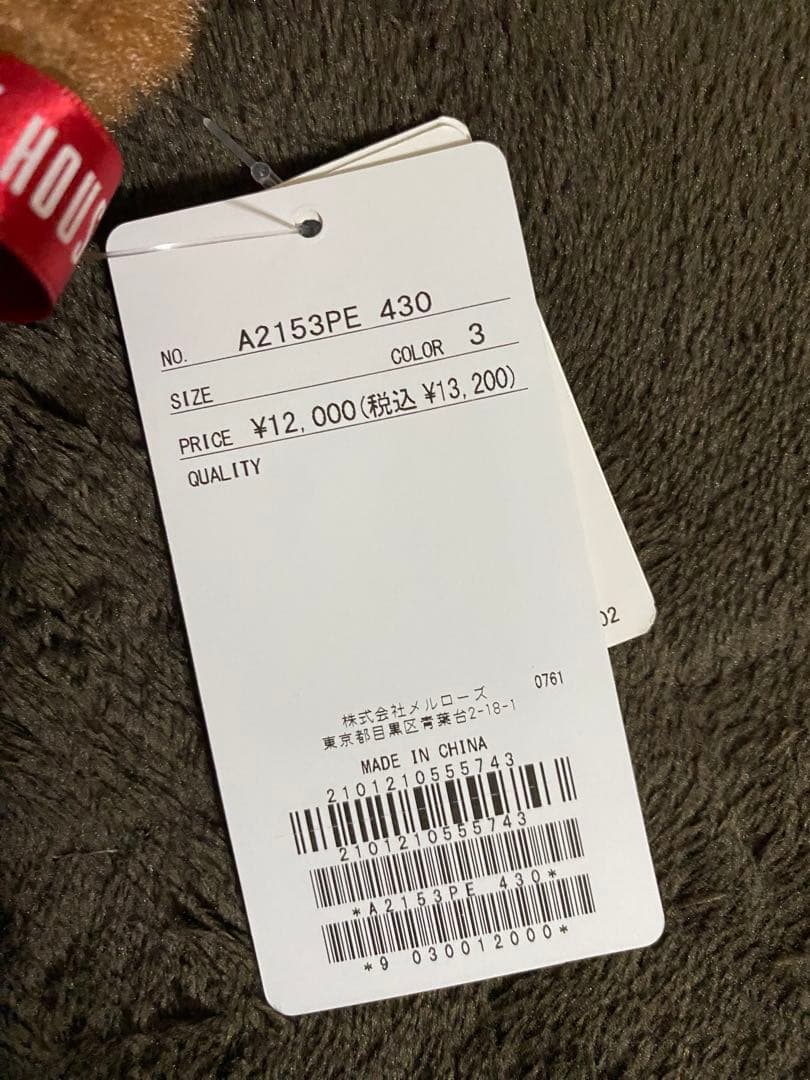 HOUS
NO. A2153PE 430
SIZE COLOR 3
PRICE ¥12,000(税込 ¥13,200)
QUALITY
02
株式会社メルローズ 0761
東京都目黒区青葉台2-18-1
MADE IN CHINA
2101210555743
2101210555743
*A2153PE 430*
*9 030012000*